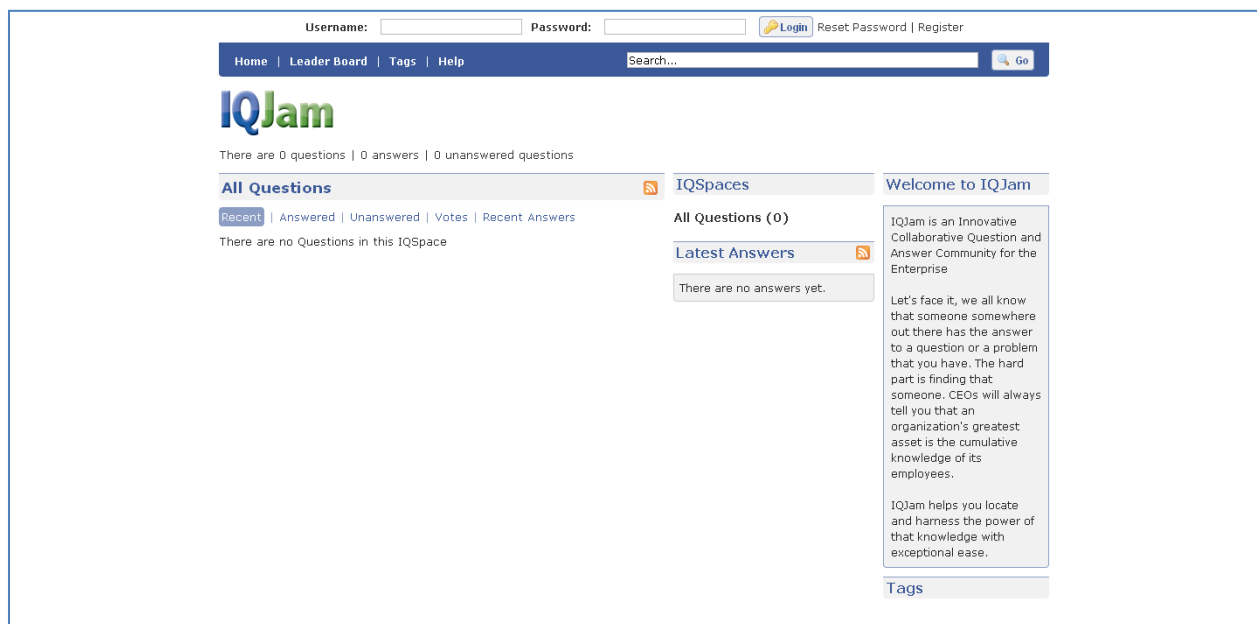 Username: Password: Login Reset Password | Register
Home | Leader Board | Tags | Help Search... Go
IQJam
There are 0 questions | 0 answers | 0 unanswered questions
All Questions
Recent | Answered | Unanswered | Votes | Recent Answers
There are no Questions in this IQSpace
IQSpaces
All Questions (0)
Latest Answers
There are no answers yet.
Welcome to IQJam
IQJam is an Innovative
Collaborative Question and
Answer Community for the
Enterprise
Let's face it, we all know
that someone somewhere
out there has the answer
to a question or a problem
that you have. The hard
part is finding that
someone. CEOs will always
tell you that an
organization's greatest
asset is the cumulative
knowledge of its
employees.
IQJam helps you locate
and harness the power of
that knowledge with
exceptional ease.
Tags